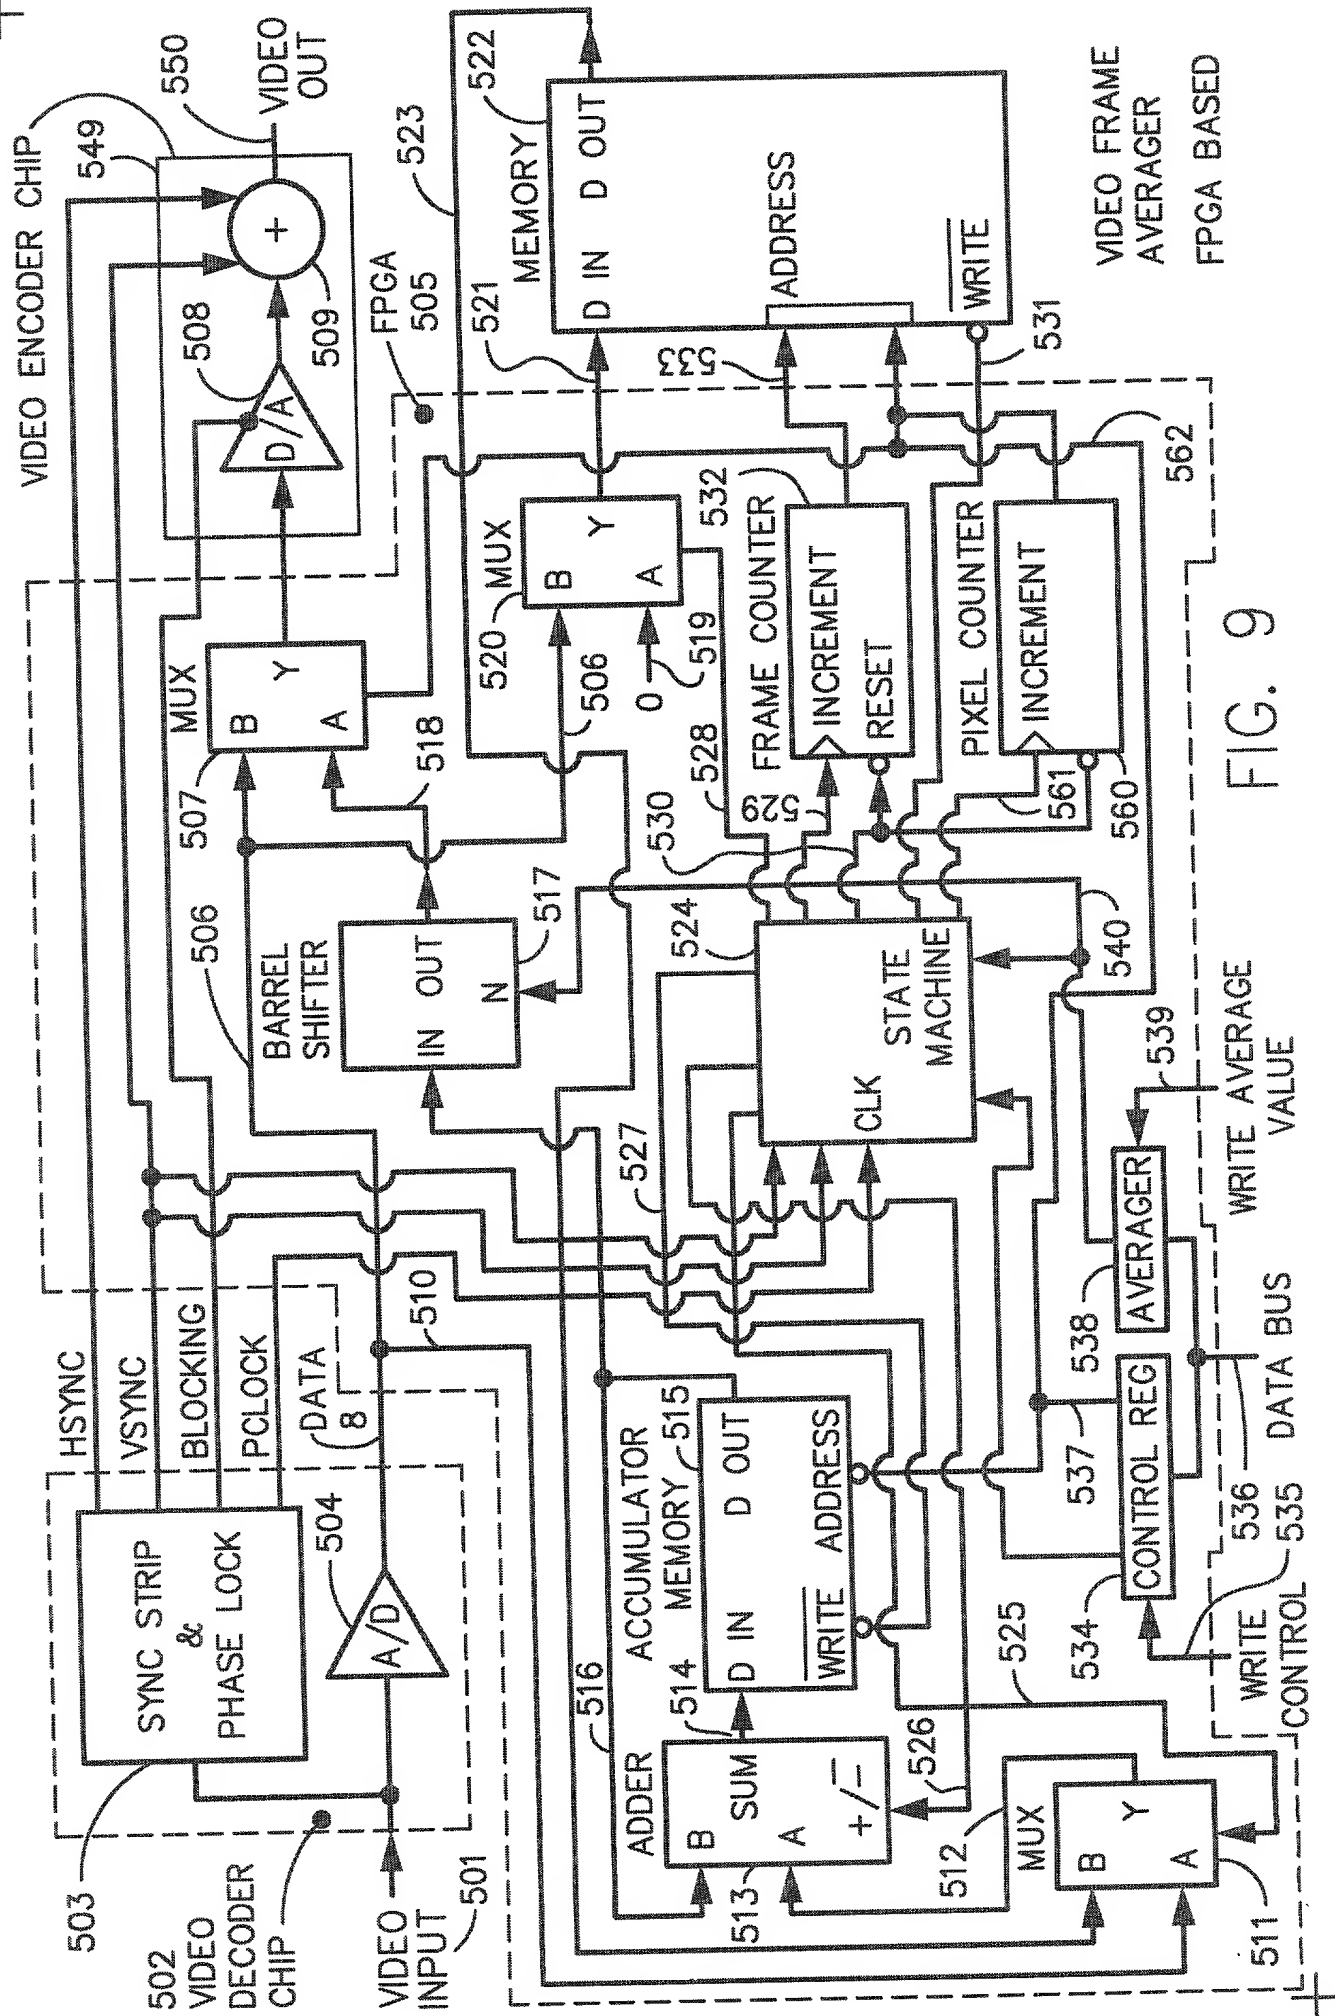 VIDEO ENCODER CHIP
549
550
VIDEO
OUT
508
D/A
+
509
FPGA
505
HSYNC
VSYNC
BLOCKING
PCLOCK
DATA
8
503
SYNC STRIP
&
PHASE LOCK
504
A/D
502
VIDEO
DECODER
CHIP
VIDEO
INPUT
501
506
507
MUX
B
Y
A
518
BARREL
SHIFTER
IN
OUT
N
517
510
506
520
MUX
B
Y
A
0
519
521
523
522
MEMORY
D IN
D OUT
ADDRESS
WRITE
533
531
528
532
FRAME COUNTER
INCREMENT
RESET
529
530
PIXEL COUNTER
INCREMENT
561
560
562
524
STATE
MACHINE
CLK
527
540
516
ACCUMULATOR
MEMORY
515
D IN
D OUT
WRITE
ADDRESS
514
ADDER
B
SUM
A
+/−
513
526
525
512
MUX
B
Y
A
511
534
CONTROL REG
537
538
AVERAGER
539
WRITE AVERAGE
VALUE
DATA BUS
536
535
WRITE
CONTROL
VIDEO FRAME
AVERAGER
FPGA BASED
FIG. 9